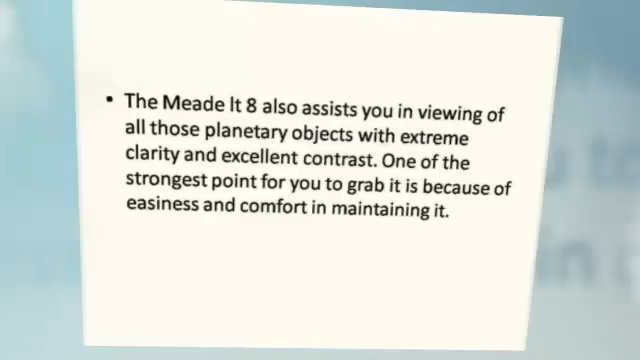 • The Meade lt 8 also assists you in viewing of
all those planetary objects with extreme
clarity and excellent contrast. One of the
strongest point for you to grab it is because of
easiness and comfort in maintaining it.